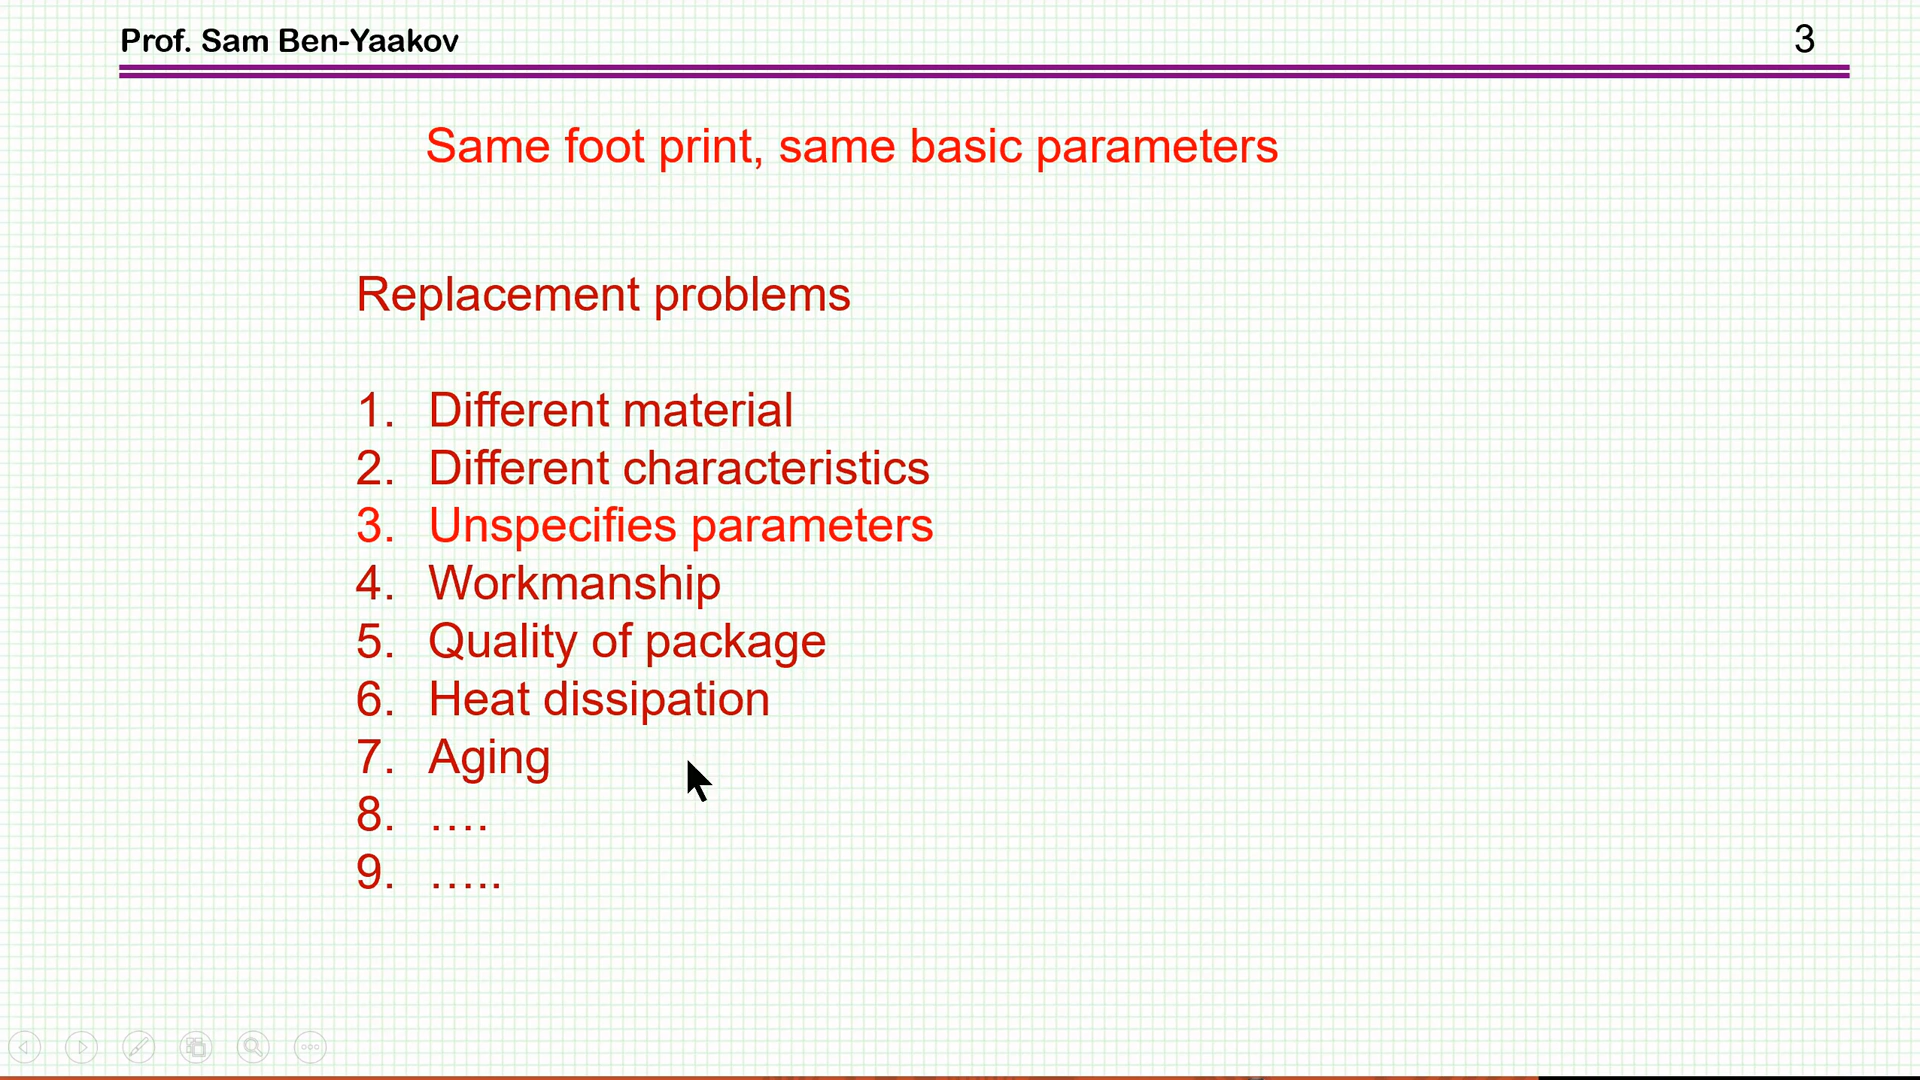 Prof. Sam Ben-Yaakov
3
Same foot print, same basic parameters
Replacement problems
1. Different material
2. Different characteristics
3. Unspecifies parameters
4. Workmanship
5. Quality of package
6. Heat dissipation
7. Aging
8. ....
9. .....